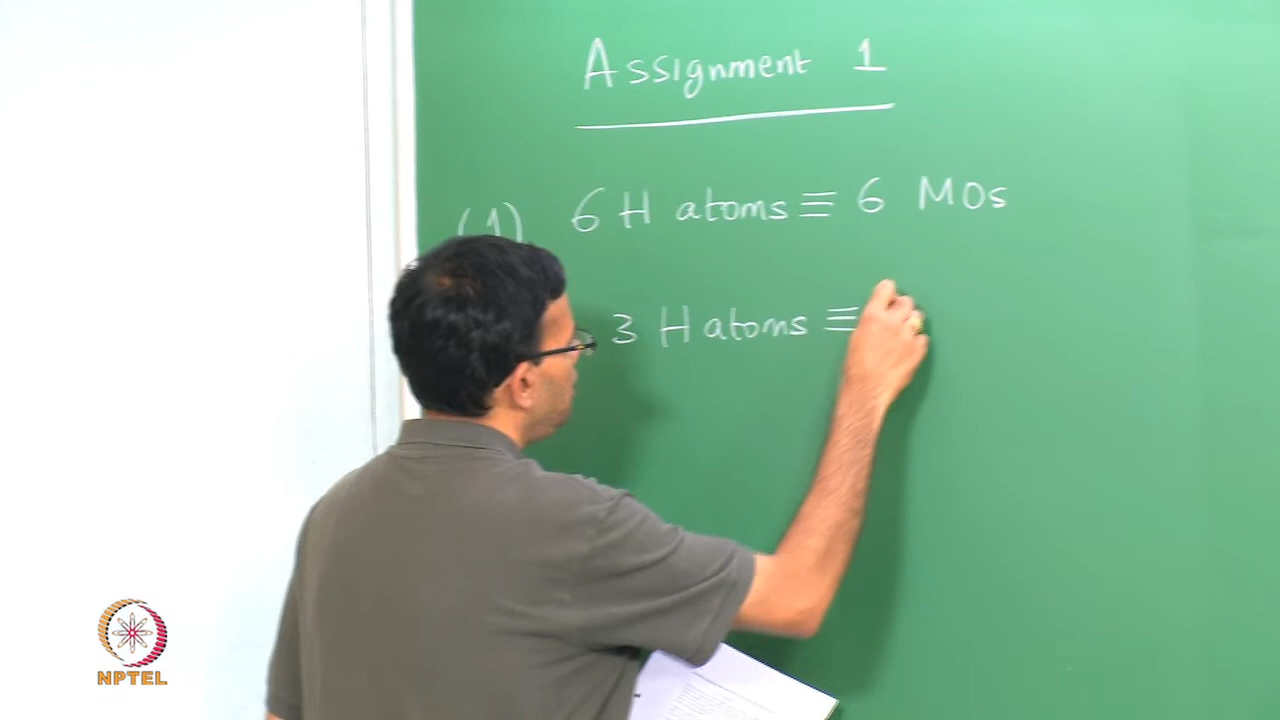 Assignment 1
(1) 6 H atoms ≡ 6 MOs
3 H atoms ≡
NPTEL